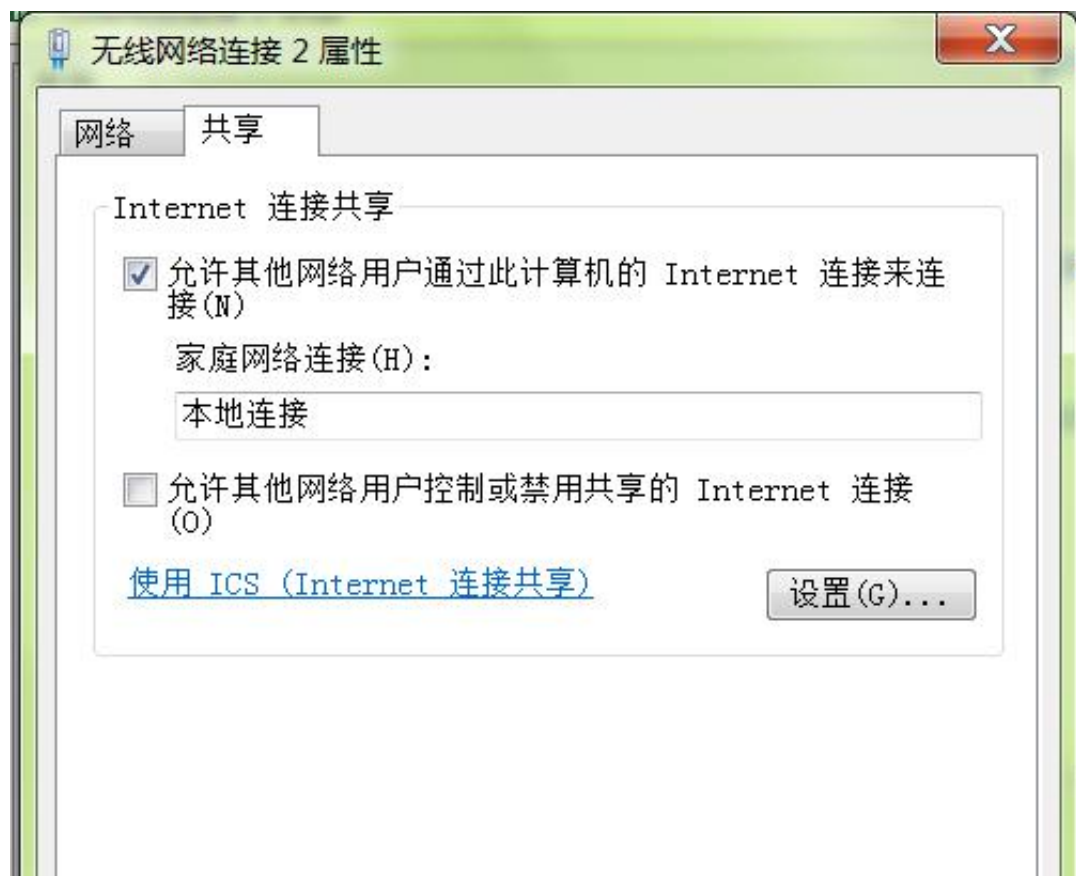 无线网络连接 2 属性
网络
共享
Internet 连接共享
允许其他网络用户通过此计算机的 Internet 连接来连
接(N)
家庭网络连接(H):
本地连接
允许其他网络用户控制或禁用共享的 Internet 连接
(O)
使用 ICS (Internet 连接共享)
设置(G)...